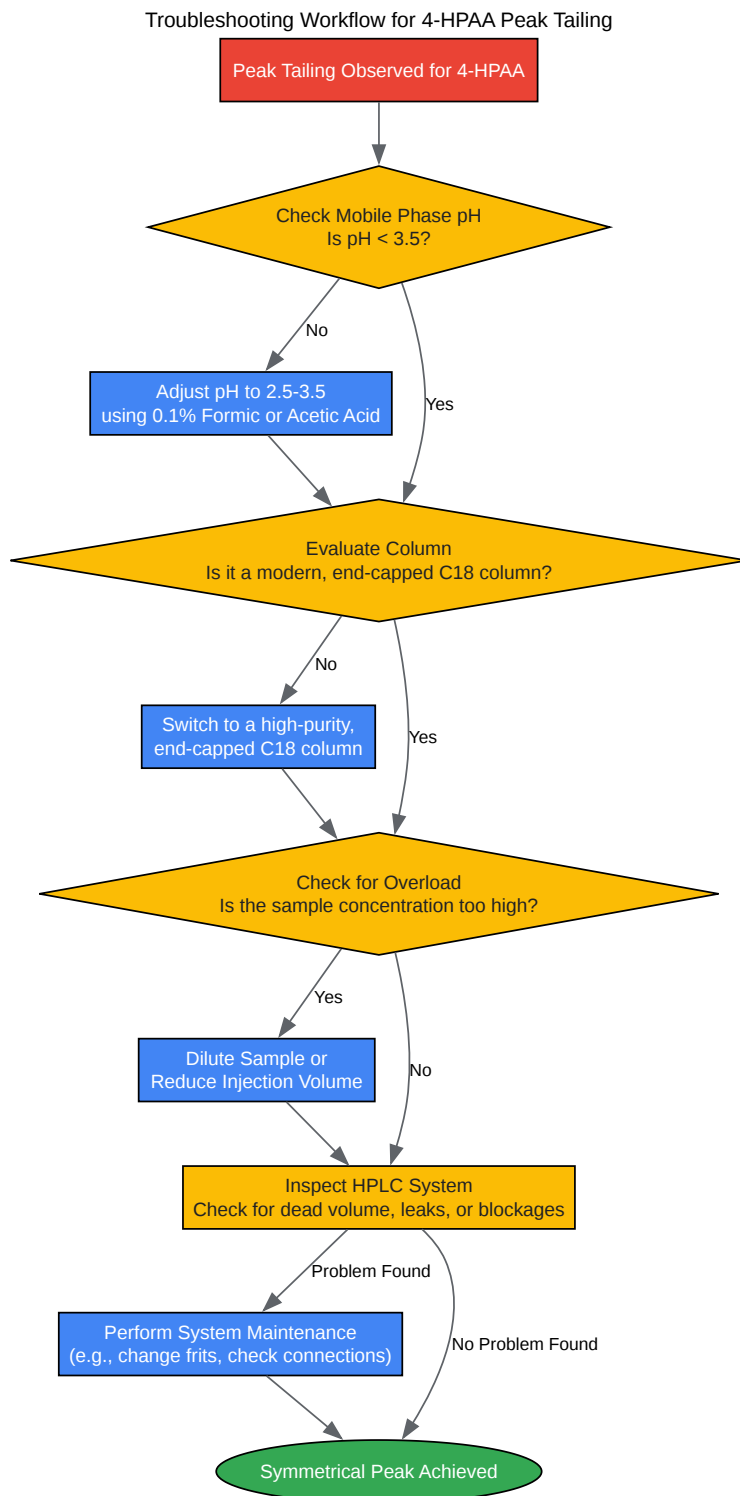 Troubleshooting Workflow for 4-HPAA Peak Tailing
Peak Tailing Observed for 4-HPAA
Check Mobile Phase pH
Is pH < 3.5?
No
Yes
Adjust pH to 2.5-3.5
using 0.1% Formic or Acetic Acid
Evaluate Column
Is it a modern, end-capped C18 column?
No
Yes
Switch to a high-purity,
end-capped C18 column
Check for Overload
Is the sample concentration too high?
Yes
No
Dilute Sample or
Reduce Injection Volume
Inspect HPLC System
Check for dead volume, leaks, or blockages
Problem Found
No Problem Found
Perform System Maintenance
(e.g., change frits, check connections)
Symmetrical Peak Achieved